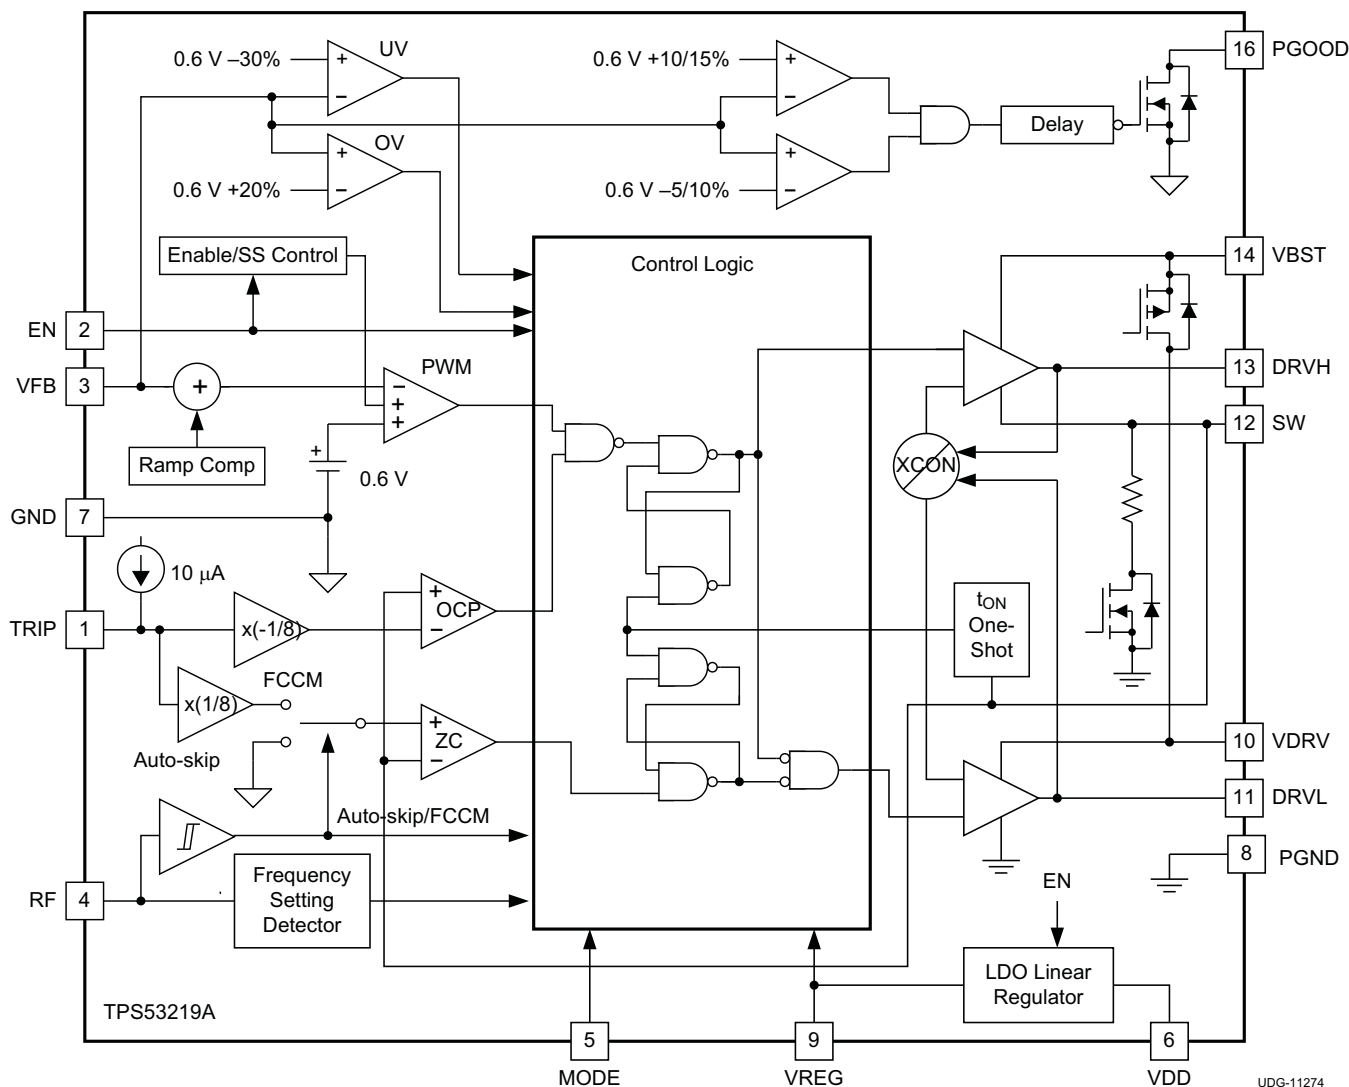 UV
0.6 V –30%
+
–
OV
+
0.6 V +20%
–
0.6 V +10/15%
+
–
+
0.6 V –5/10%
–
Delay
16
PGOOD
Enable/SS Control
Control Logic
14
VBST
EN
2
VFB
3
+
PWM
–
+
+
Ramp Comp
+
0.6 V
13
DRVH
12
SW
XCON
GND
7
10 μA
TRIP
1
x(-1/8)
+
OCP
–
tON
One-
Shot
x(1/8)
FCCM
Auto-skip
+
ZC
–
10
VDRV
11
DRVL
Auto-skip/FCCM
8
PGND
RF
4
Frequency
Setting
Detector
EN
LDO Linear
Regulator
TPS53219A
5
MODE
9
VREG
6
VDD
UDG-11274